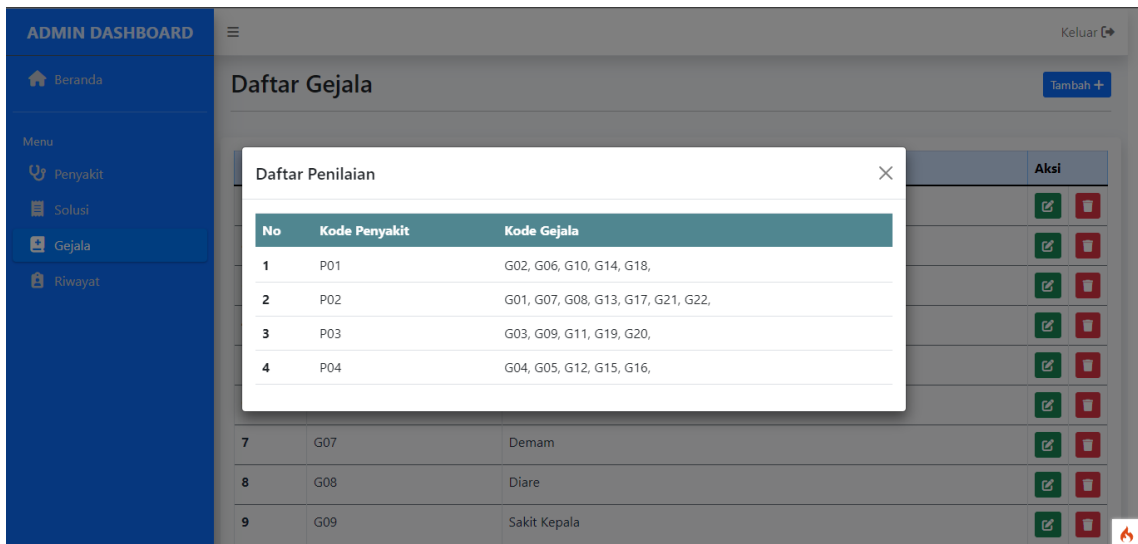 ADMIN DASHBOARD
Keluar
Beranda
Daftar Gejala
Tambah +
Menu
Penyakit
Solusi
Gejala
Riwayat
Aksi
Daftar Penilaian
No Kode Penyakit Kode Gejala
1 P01 G02, G06, G10, G14, G18,
2 P02 G01, G07, G08, G13, G17, G21, G22,
3 P03 G03, G09, G11, G19, G20,
4 P04 G04, G05, G12, G15, G16,
7 G07 Demam
8 G08 Diare
9 G09 Sakit Kepala